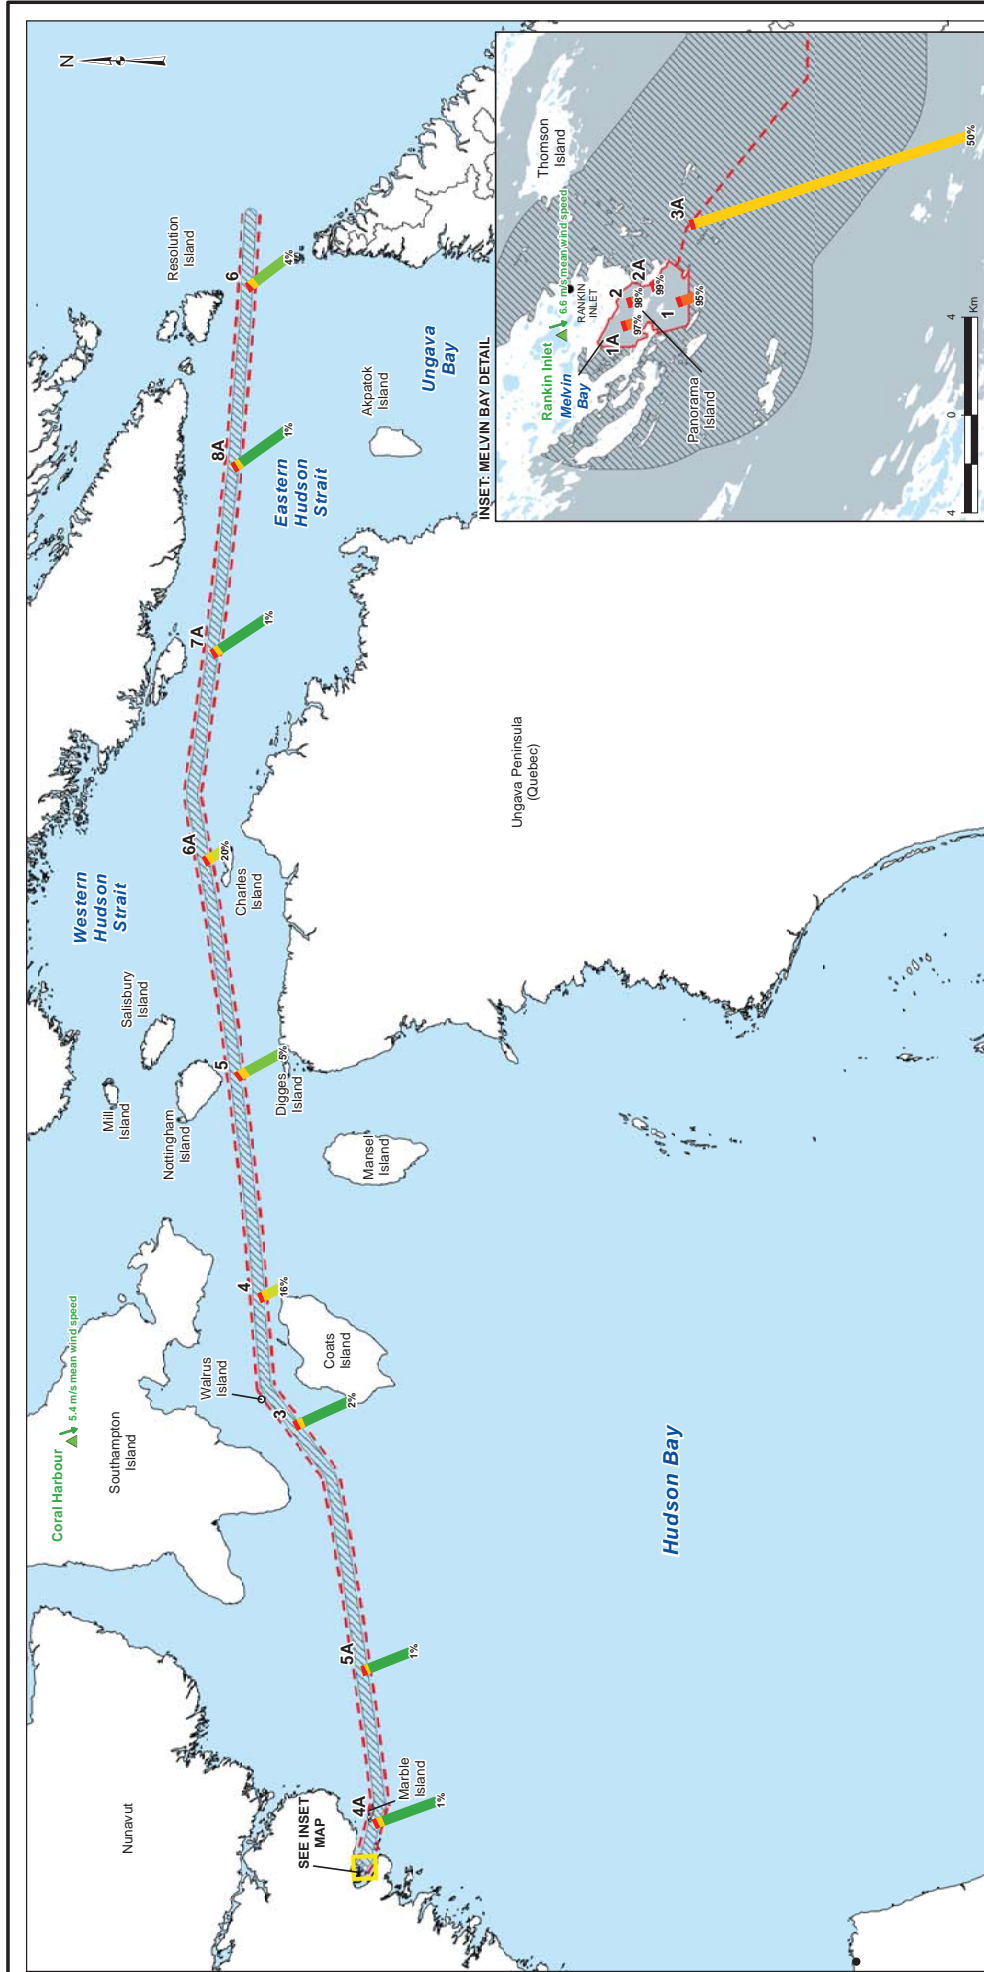 N
Nunavut
SEE INSET
MAP
4A
Marble
Island
1%
5A
1%
Coral Harbour
5.4 m/s mean wind speed
Southampton
Island
Walrus
Island
3
2%
4
16%
Coats
Island
Hudson Bay
Mansel
Island
Mill
Island
Nottingham
Island
Salisbury
Island
5
5%
Digges
Island
Western
Hudson
Strait
6A
20%
Charles
Island
Ungava Peninsula
(Quebec)
7A
1%
8A
1%
Eastern
Hudson
Strait
Akpatok
Island
Ungava
Bay
Resolution
Island
6
4%
INSET: MELVIN BAY DETAIL
Rankin Inlet
6.6 m/s mean wind speed
Melvin
Bay
RANKIN
INLET
Thomson
Island
1A
97%
2
98%
2A
99%
1
95%
3A
50%
Panorama
Island
4
0
4
Km